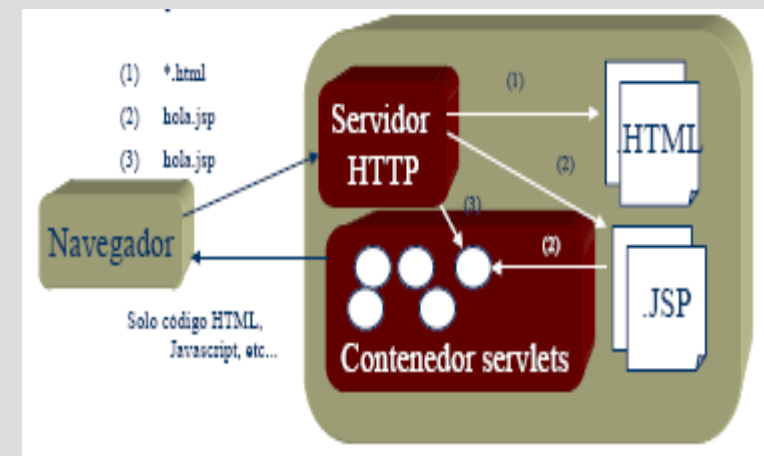 (1) *.html
(2) hola.jsp
(3) hola.jsp
(1)
Servidor
HTTP
.HTML
(2)
(3)
Navegador
(2)
.JSP
Solo código HTML,
Javascript, etc...
Contenedor servlets